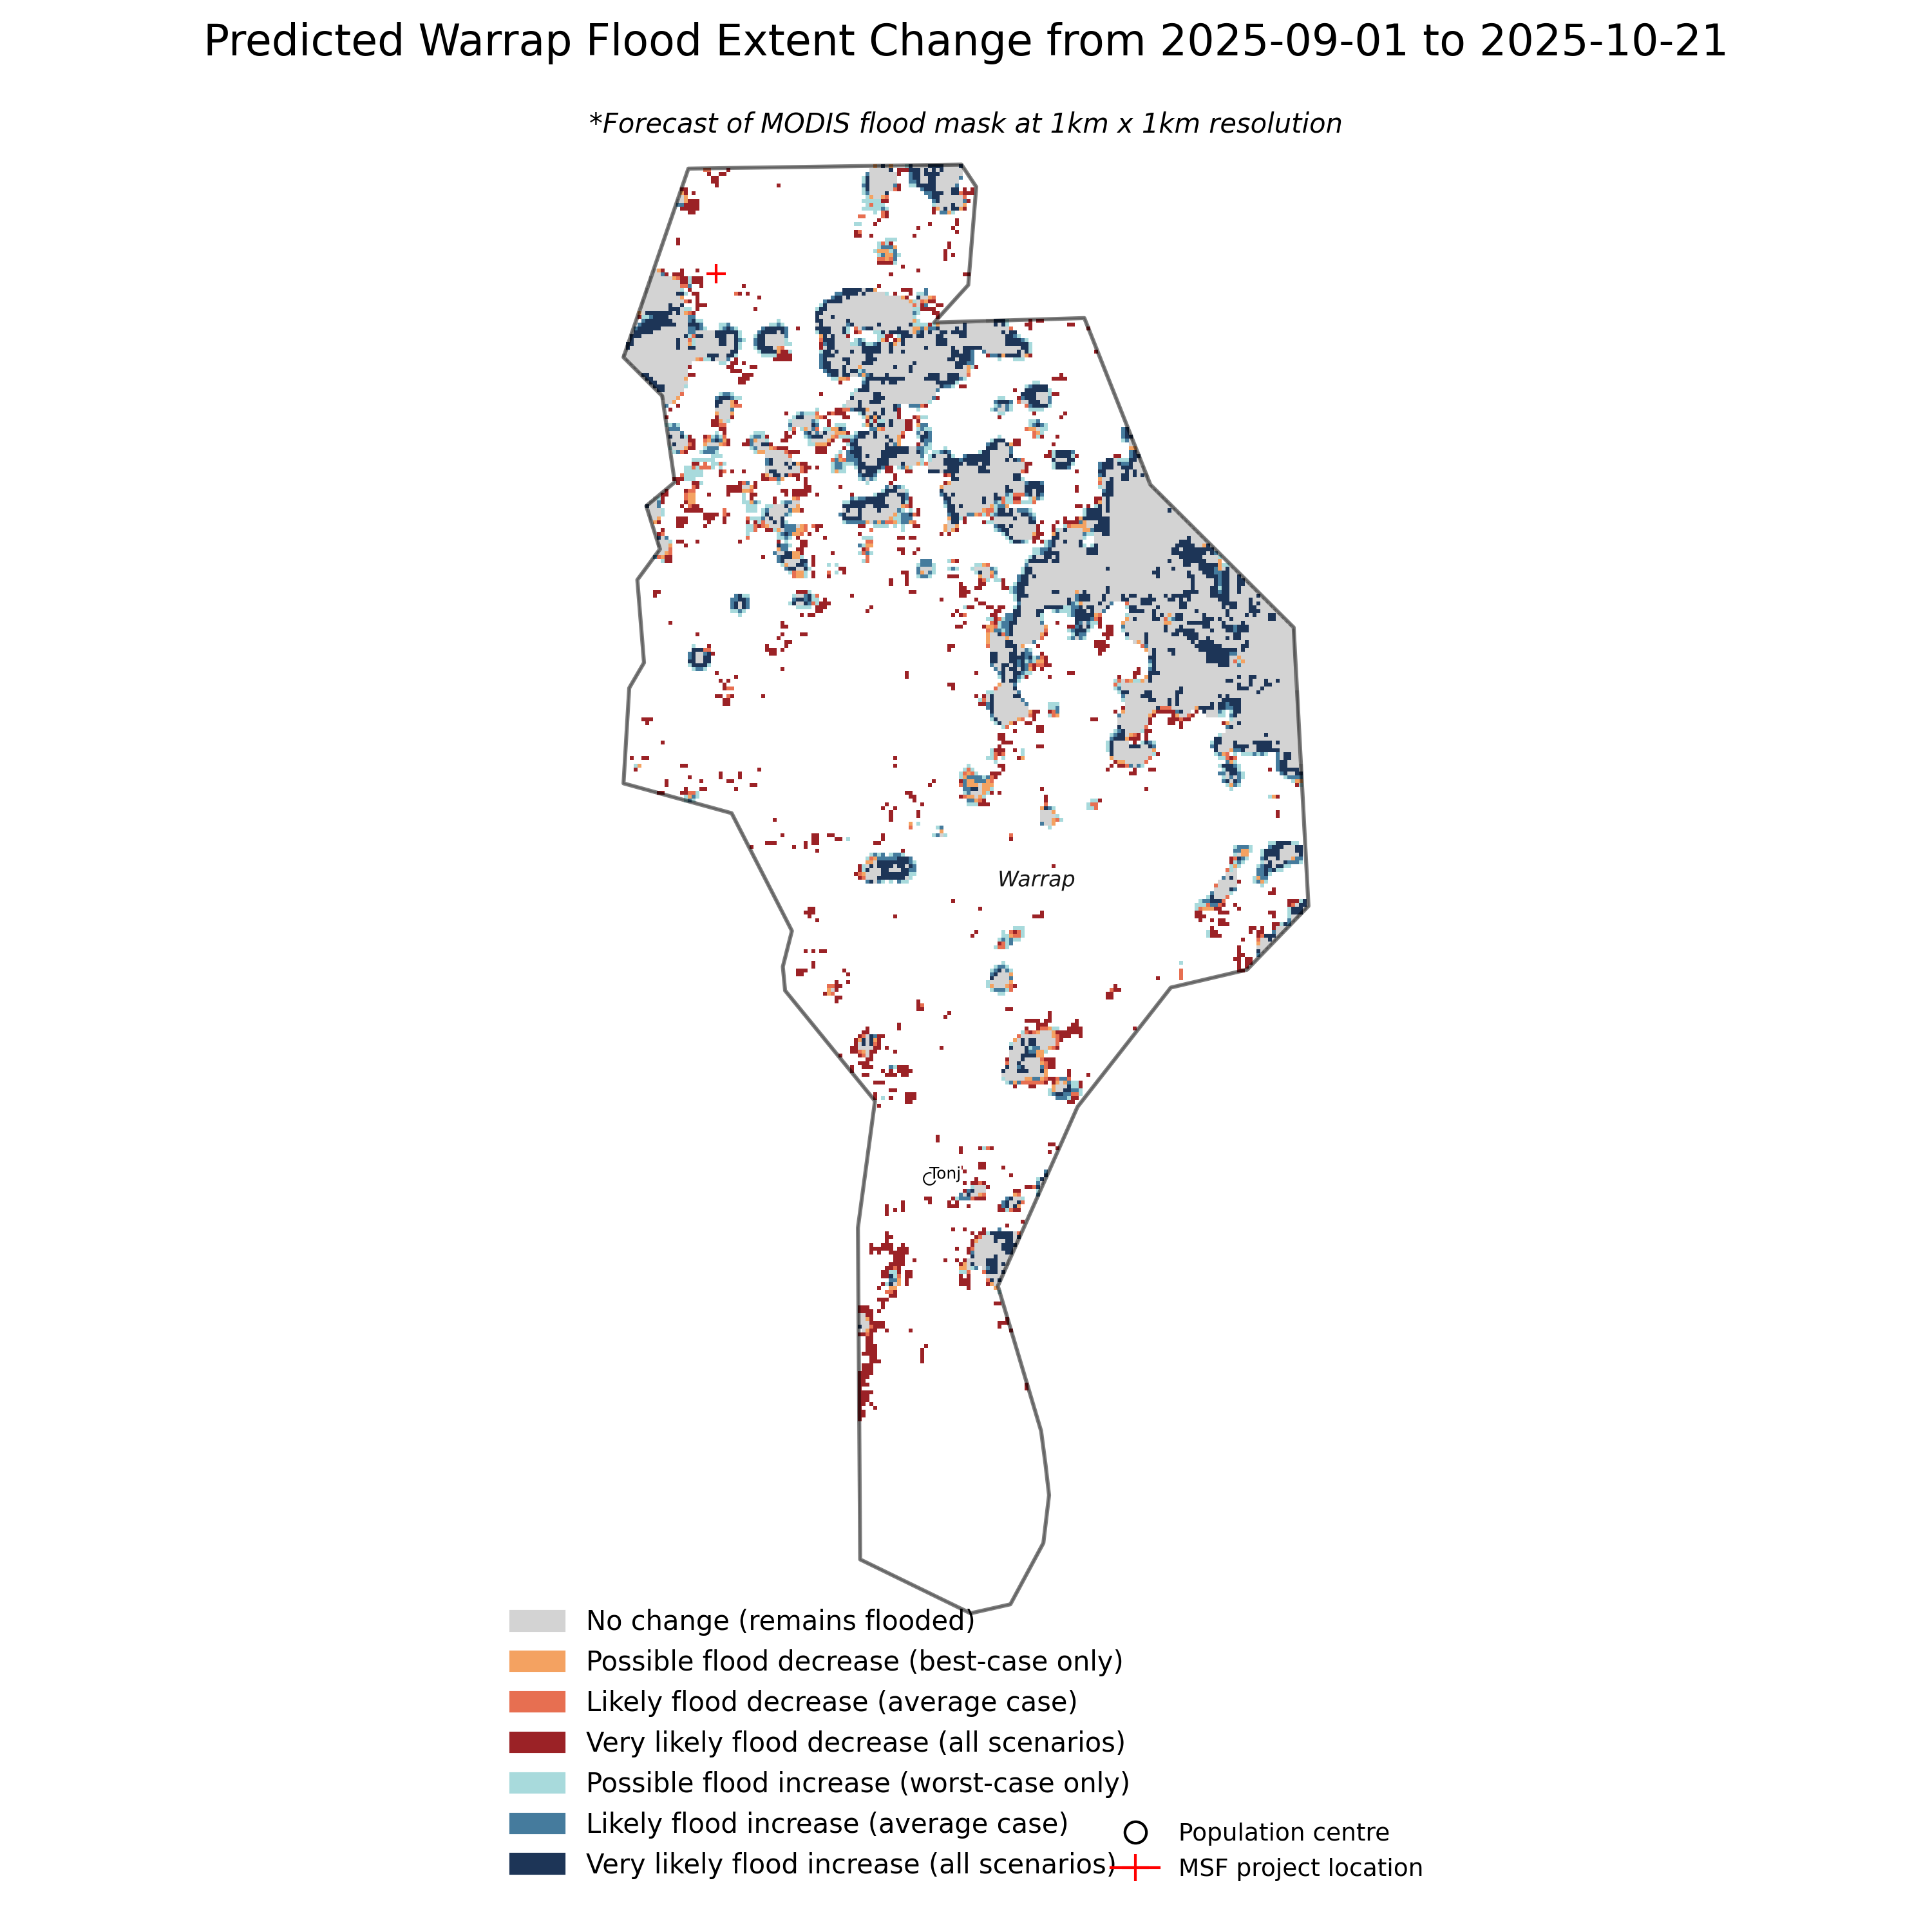 Predicted Warrap Flood Extent Change from 2025-09-01 to 2025-10-21
*Forecast of MODIS flood mask at 1km x 1km resolution
Warrap
Tonj
No change (remains flooded)
Possible flood decrease (best-case only)
Likely flood decrease (average case)
Very likely flood decrease (all scenarios)
Possible flood increase (worst-case only)
Likely flood increase (average case)
Very likely flood increase (all scenarios)
Population centre
MSF project location